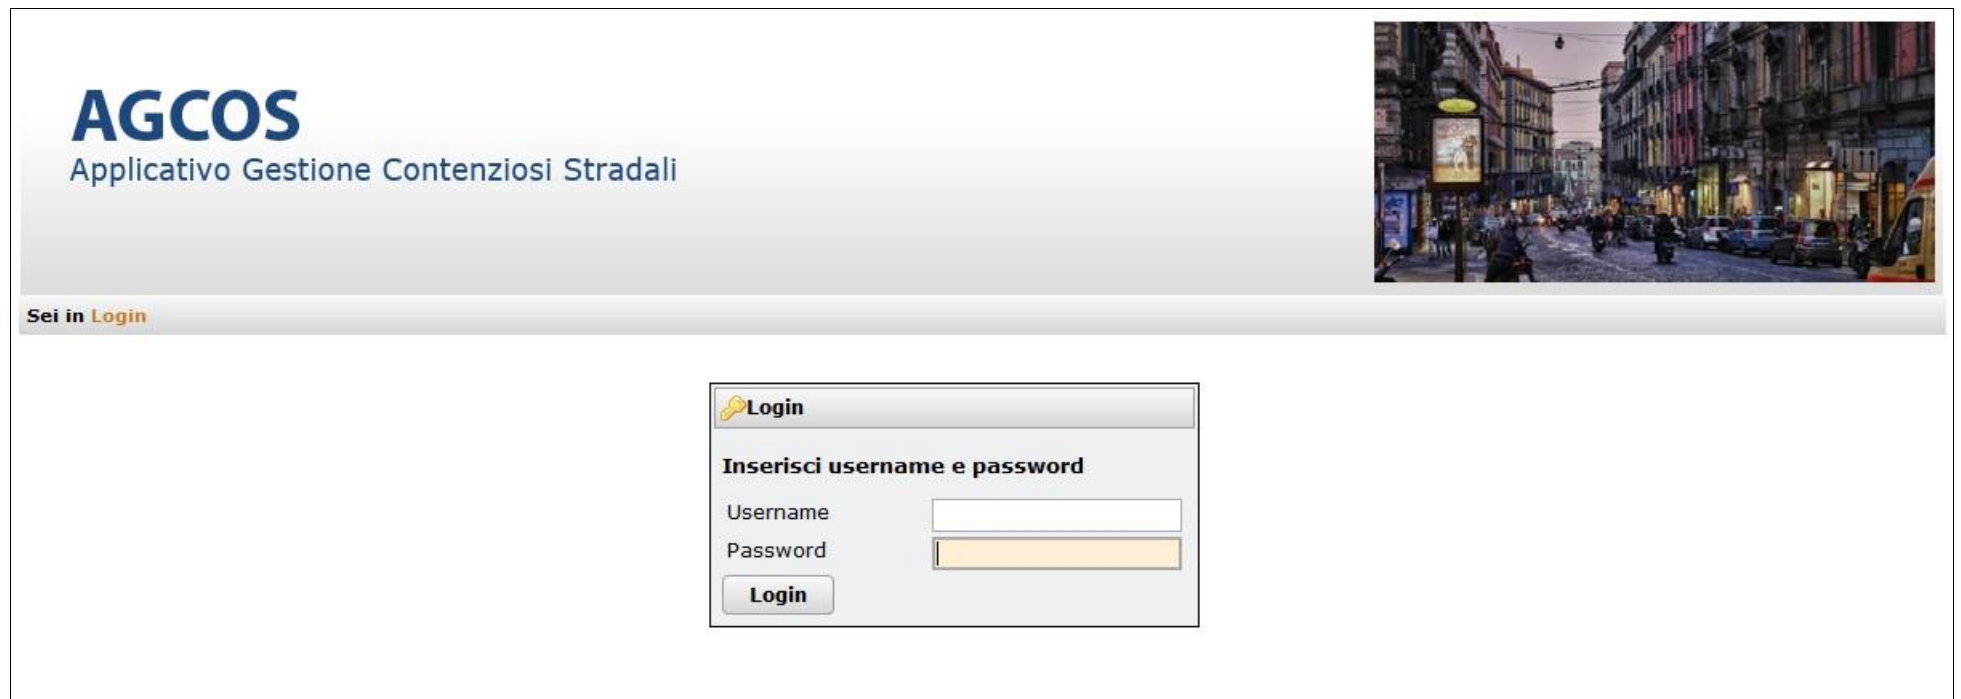 AGCOS
Applicativo Gestione Contenziosi Stradali
Sei in Login
Login
Inserisci username e password
Username
Password
Login